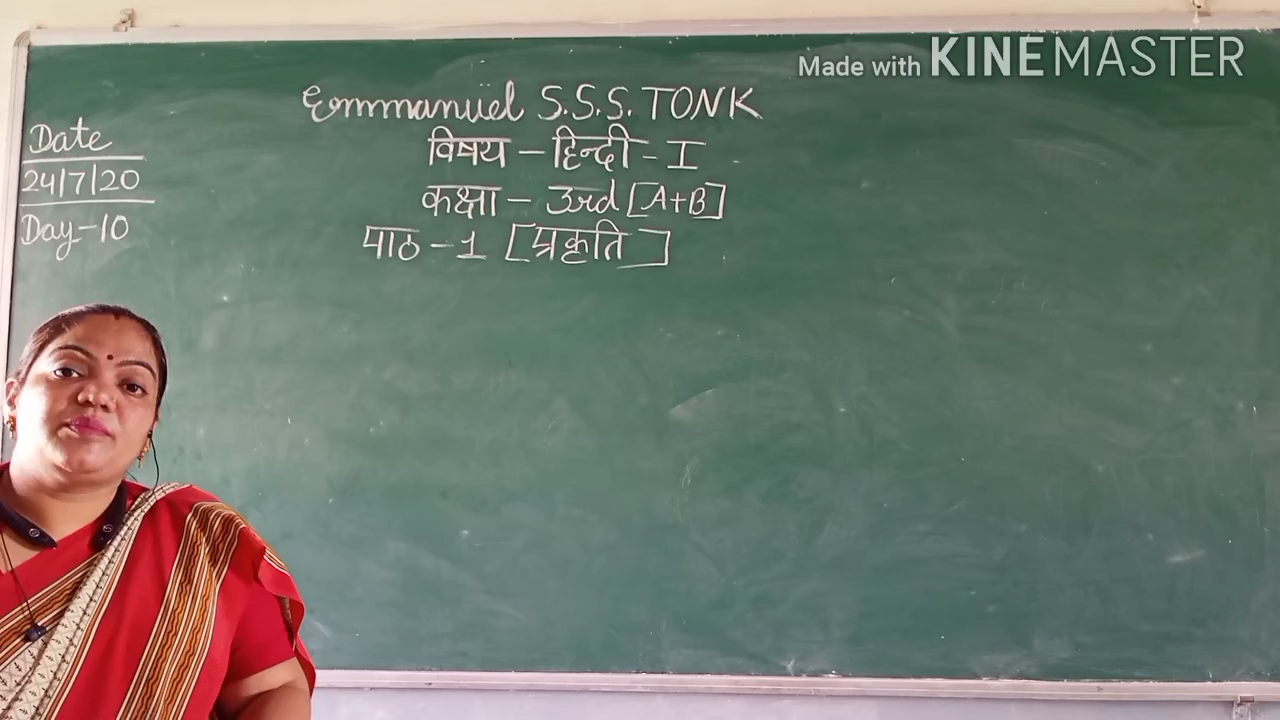 Made with KINEMASTER
Emmanuel S.S.S. TONK
विषय – हिन्दी - I
कक्षा – 3rd [A+B]
पाठ – 1 [प्रकृति]
Date
24/7/20
Day-10